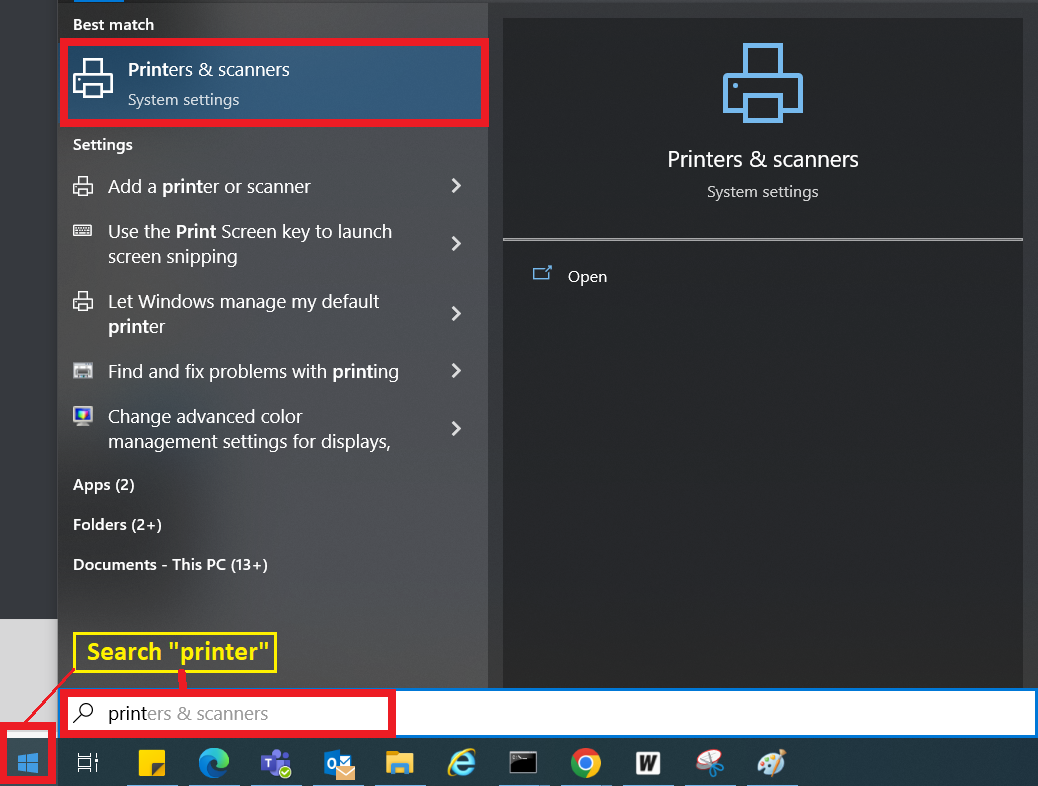 Best match
Printers & scanners
System settings
Settings
Add a printer or scanner
Use the Print Screen key to launch
screen snipping
Let Windows manage my default
printer
Find and fix problems with printing
Change advanced color
management settings for displays,
Apps (2)
Folders (2+)
Documents - This PC (13+)
Search "printer"
printers & scanners
Printers & scanners
System settings
Open